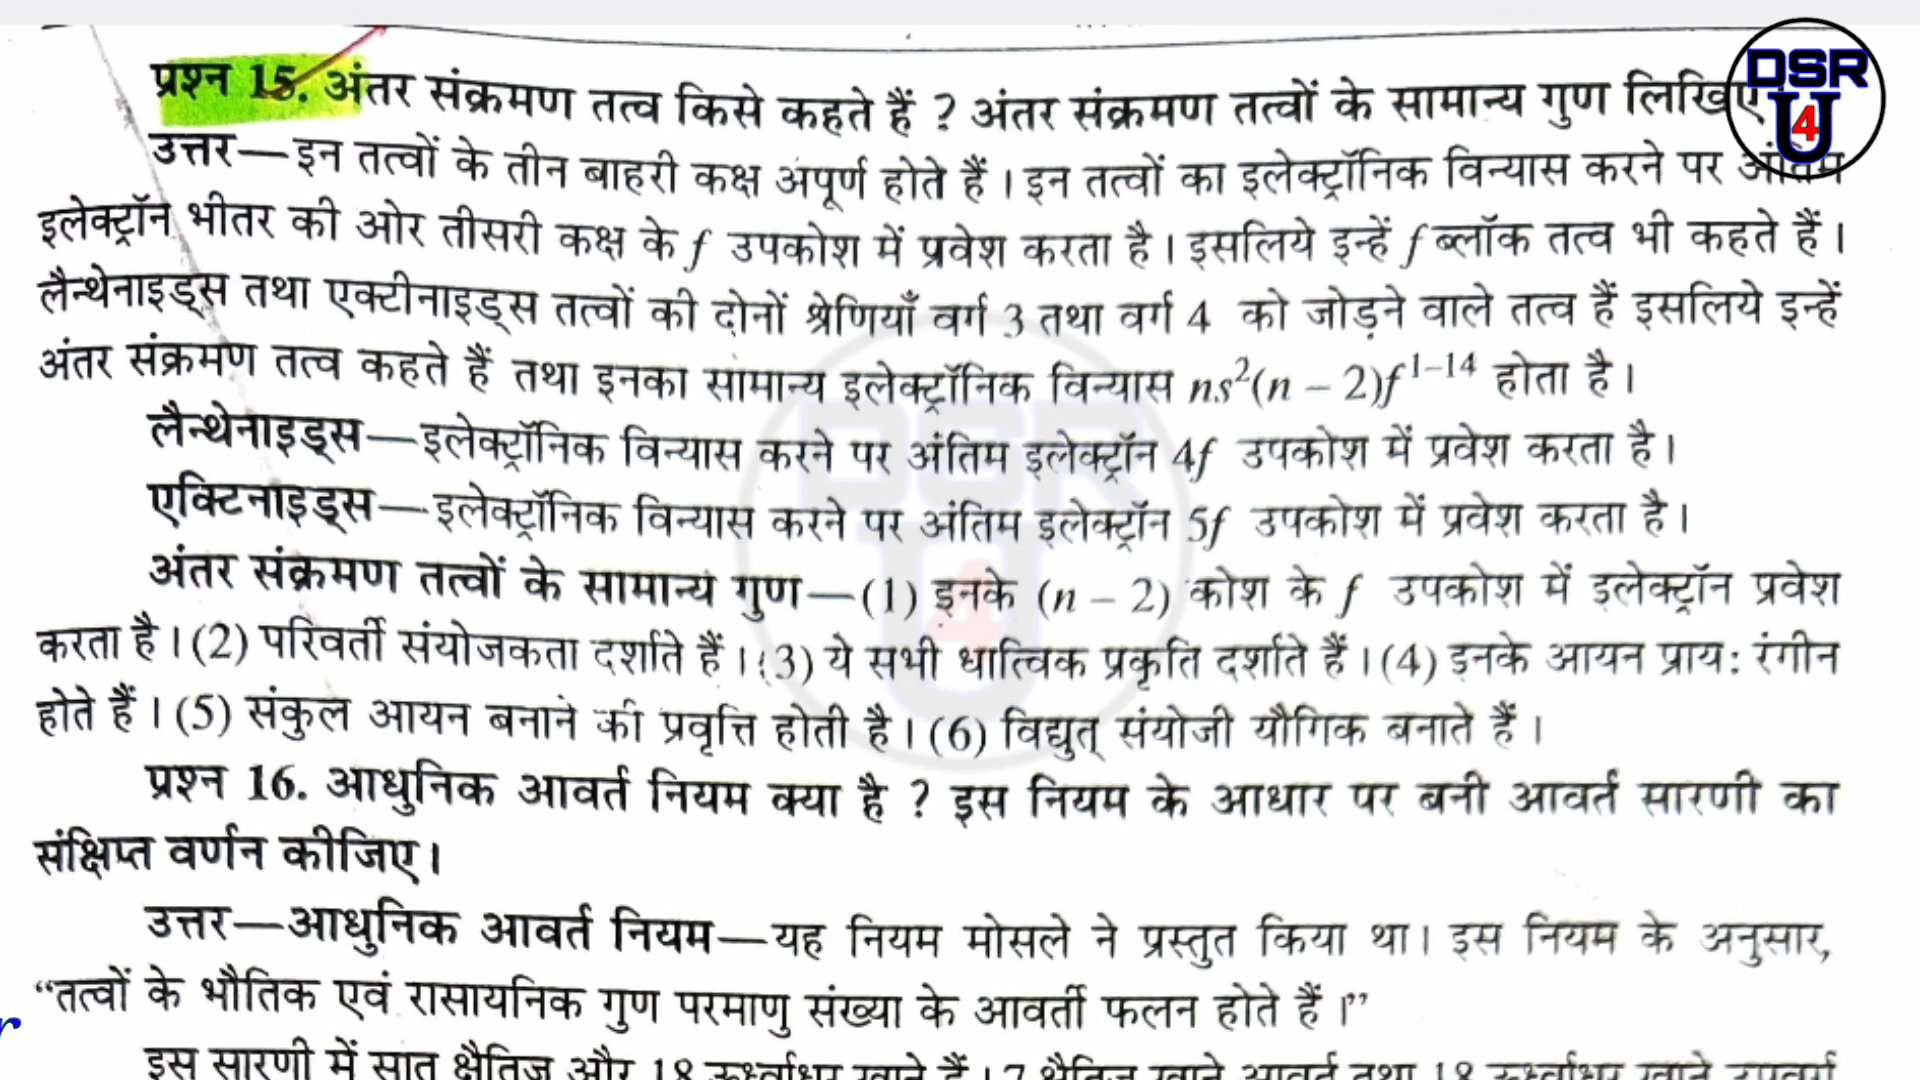 प्रश्न 15. अंतर संक्रमण तत्व किसे कहते हैं ? अंतर संक्रमण तत्वों के सामान्य गुण लिखिए
DSR
U
4
उत्तर—इन तत्वों के तीन बाहरी कक्ष अपूर्ण होते हैं । इन तत्वों का इलेक्ट्रॉनिक विन्यास करने पर अंतिम
इलेक्ट्रॉन भीतर की ओर तीसरी कक्ष के f उपकोश में प्रवेश करता है । इसलिये इन्हें f ब्लॉक तत्व भी कहते हैं ।
लैन्थेनाइड्स तथा एक्टीनाइड्स तत्वों की दोनों श्रेणियाँ वर्ग 3 तथा वर्ग 4 को जोड़ने वाले तत्व हैं इसलिये इन्हें
अंतर संक्रमण तत्व कहते हैं तथा इनका सामान्य इलेक्ट्रॉनिक विन्यास ns²(n – 2)f¹⁻¹⁴ होता है ।
लैन्थेनाइड्स—इलेक्ट्रॉनिक विन्यास करने पर अंतिम इलेक्ट्रॉन 4f उपकोश में प्रवेश करता है ।
एक्टिनाइड्स—इलेक्ट्रॉनिक विन्यास करने पर अंतिम इलेक्ट्रॉन 5f उपकोश में प्रवेश करता है ।
अंतर संक्रमण तत्वों के सामान्य गुण—(1) इनके (n – 2) कोश के f उपकोश में इलेक्ट्रॉन प्रवेश
करता है । (2) परिवर्ती संयोजकता दर्शाते हैं । (3) ये सभी धात्विक प्रकृति दर्शाते हैं । (4) इनके आयन प्राय: रंगीन
होते हैं । (5) संकुल आयन बनाने की प्रवृत्ति होती है । (6) विद्युत् संयोजी यौगिक बनाते हैं ।
प्रश्न 16. आधुनिक आवर्त नियम क्या है ? इस नियम के आधार पर बनी आवर्त सारणी का
संक्षिप्त वर्णन कीजिए ।
उत्तर—आधुनिक आवर्त नियम—यह नियम मोसले ने प्रस्तुत किया था । इस नियम के अनुसार,
“तत्वों के भौतिक एवं रासायनिक गुण परमाणु संख्या के आवर्ती फलन होते हैं ।”
इस सारणी में सात क्षैतिज और 18 ऊर्ध्वाधर खाने हैं । 7 क्षैतिज खाने आवर्त तथा 18 ऊर्ध्वाधर खाने